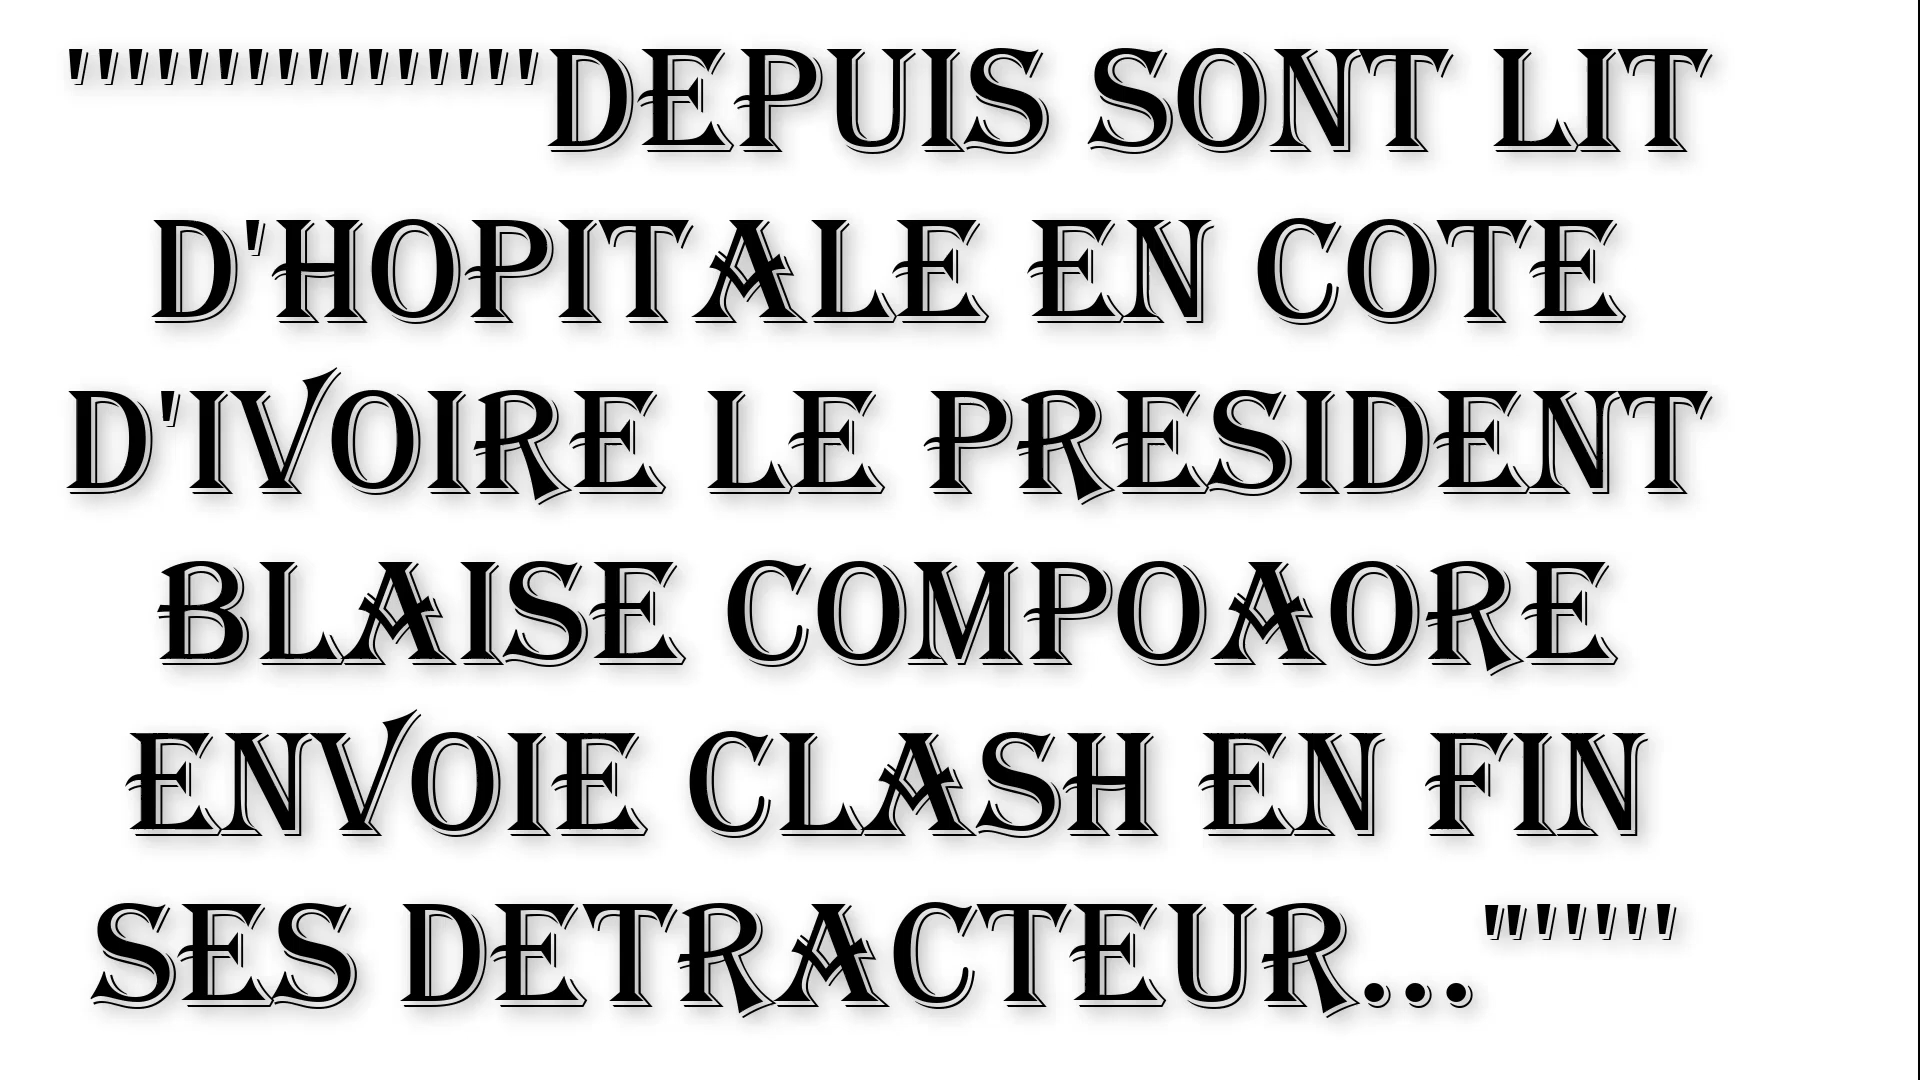 """"""""DEPUIS SONT LIT
D'HOPITALE EN COTE
D'IVOIRE LE PRESIDENT
BLAISE COMPOAORE
ENVOIE CLASH EN FIN
SES DETRACTEUR..."""'